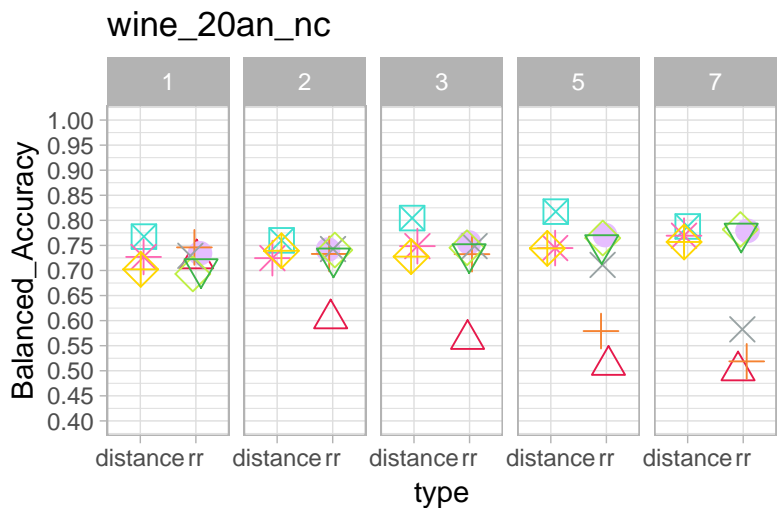 wine_20an_nc
1 2 3 5 7
1.00
0.95
0.90
0.85
0.80
0.75
0.70
0.65
0.60
0.55
0.50
0.45
0.40
Balanced_Accuracy
distance rr distance rr distance rr distance rr distance rr
type